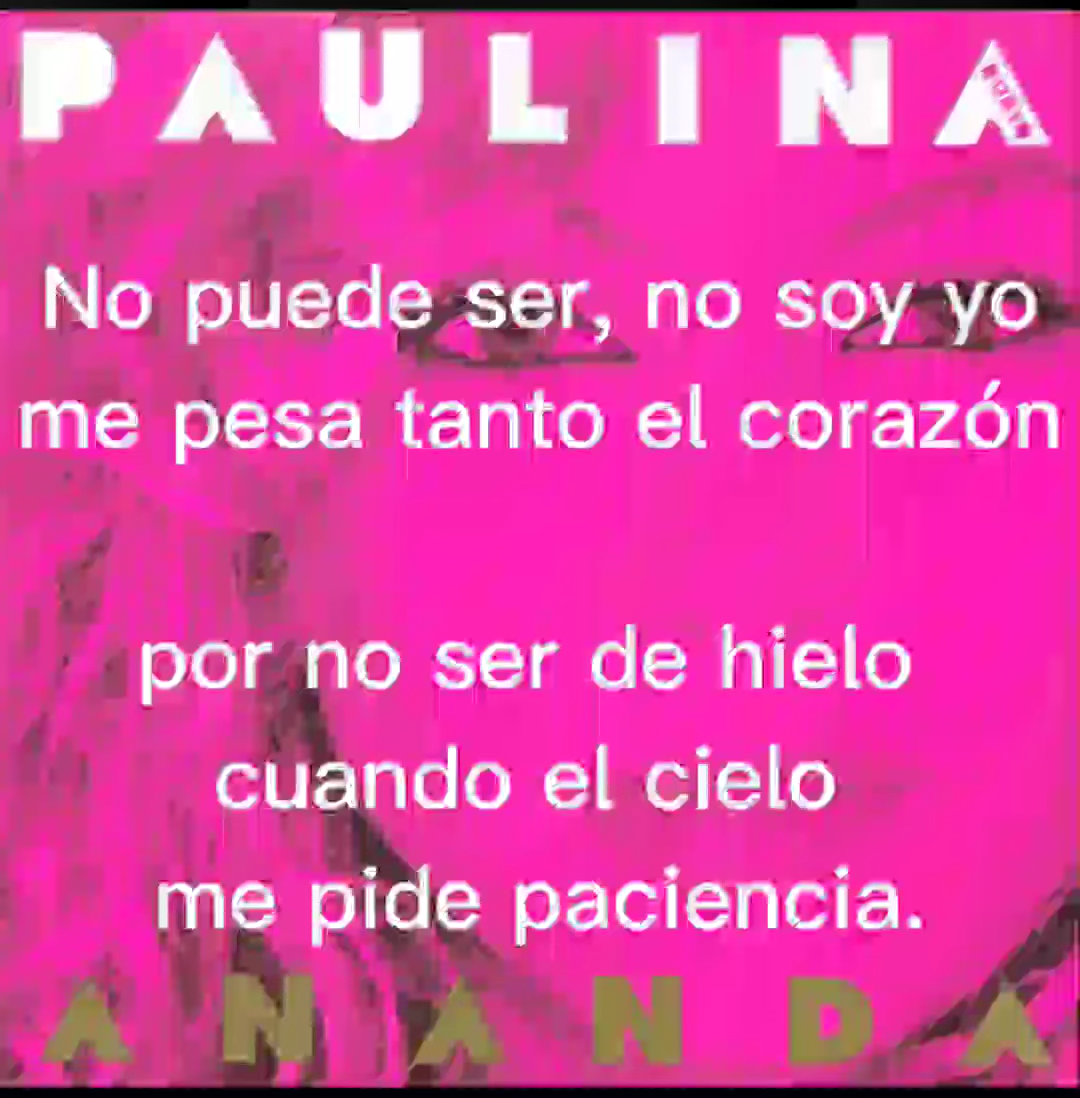 PAULINA
No puede ser, no soy yo
me pesa tanto el corazón
por no ser de hielo
cuando el cielo
me pide paciencia.
ANANDA